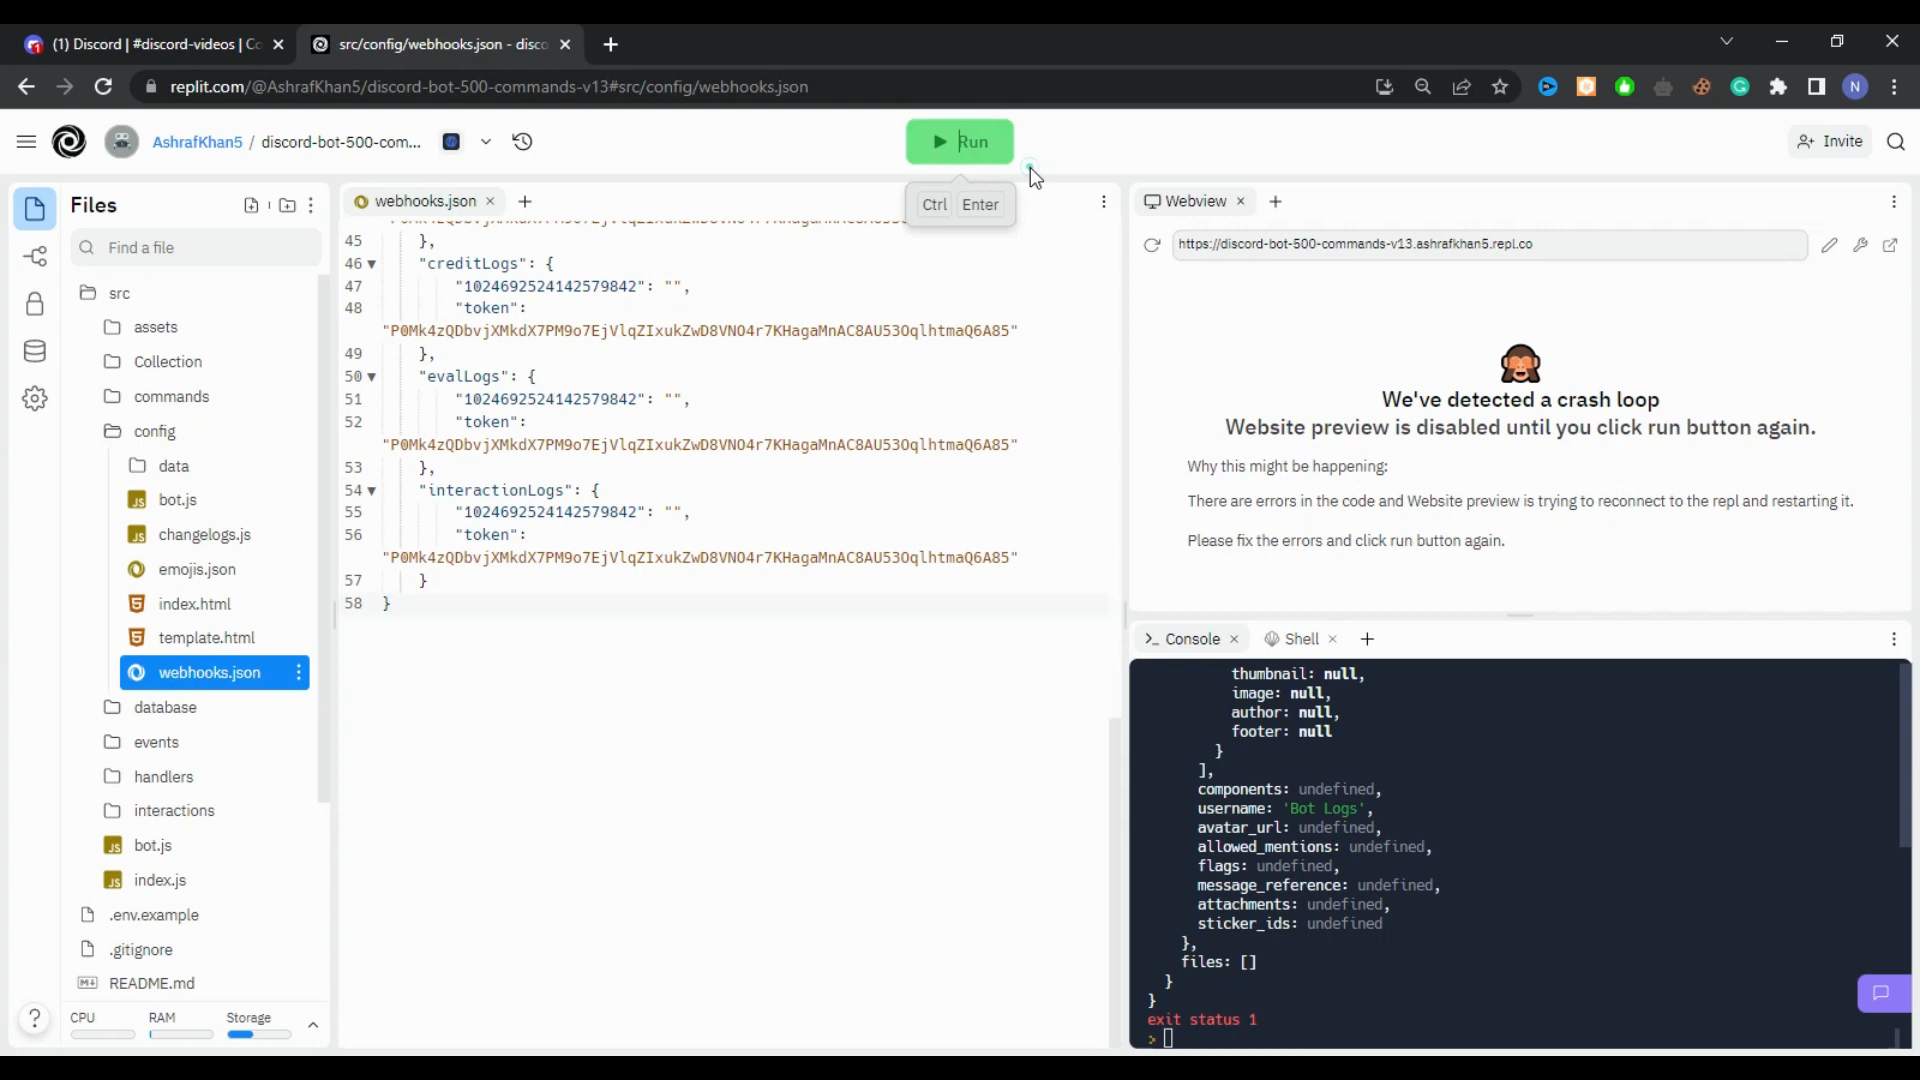 (1) Discord | #discord-videos | Co
src/config/webhooks.json - disco
replit.com/@AshrafKhan5/discord-bot-500-commands-v13#src/config/webhooks.json
N
AshrafKhan5 / discord-bot-500-com...
Run
Invite
Ctrl Enter
Files
webhooks.json
Webview
Find a file
https://discord-bot-500-commands-v13.ashrafkhan5.repl.co
src
assets
Collection
commands
config
data
bot.js
changelogs.js
emojis.json
index.html
template.html
webhooks.json
database
events
handlers
interactions
bot.js
index.js
.env.example
.gitignore
README.md
CPU RAM Storage
45 },
46 "creditLogs": {
47 "1024692524142579842": "",
48 "token":
"P0Mk4zQDbvjXMkdX7PM9o7EjVlqZIxukZwD8VNO4r7KHagaMnAC8AU53OqlhtmaQ6A85"
49 },
50 "evalLogs": {
51 "1024692524142579842": "",
52 "token":
"P0Mk4zQDbvjXMkdX7PM9o7EjVlqZIxukZwD8VNO4r7KHagaMnAC8AU53OqlhtmaQ6A85"
53 },
54 "interactionLogs": {
55 "1024692524142579842": "",
56 "token":
"P0Mk4zQDbvjXMkdX7PM9o7EjVlqZIxukZwD8VNO4r7KHagaMnAC8AU53OqlhtmaQ6A85"
57 }
58 }
We've detected a crash loop
Website preview is disabled until you click run button again.
Why this might be happening:
There are errors in the code and Website preview is trying to reconnect to the repl and restarting it.
Please fix the errors and click run button again.
>_ Console
Shell
thumbnail: null,
image: null,
author: null,
footer: null
}
],
components: undefined,
username: 'Bot Logs',
avatar_url: undefined,
allowed_mentions: undefined,
flags: undefined,
message_reference: undefined,
attachments: undefined,
sticker_ids: undefined
},
files: []
}
}
exit status 1
>